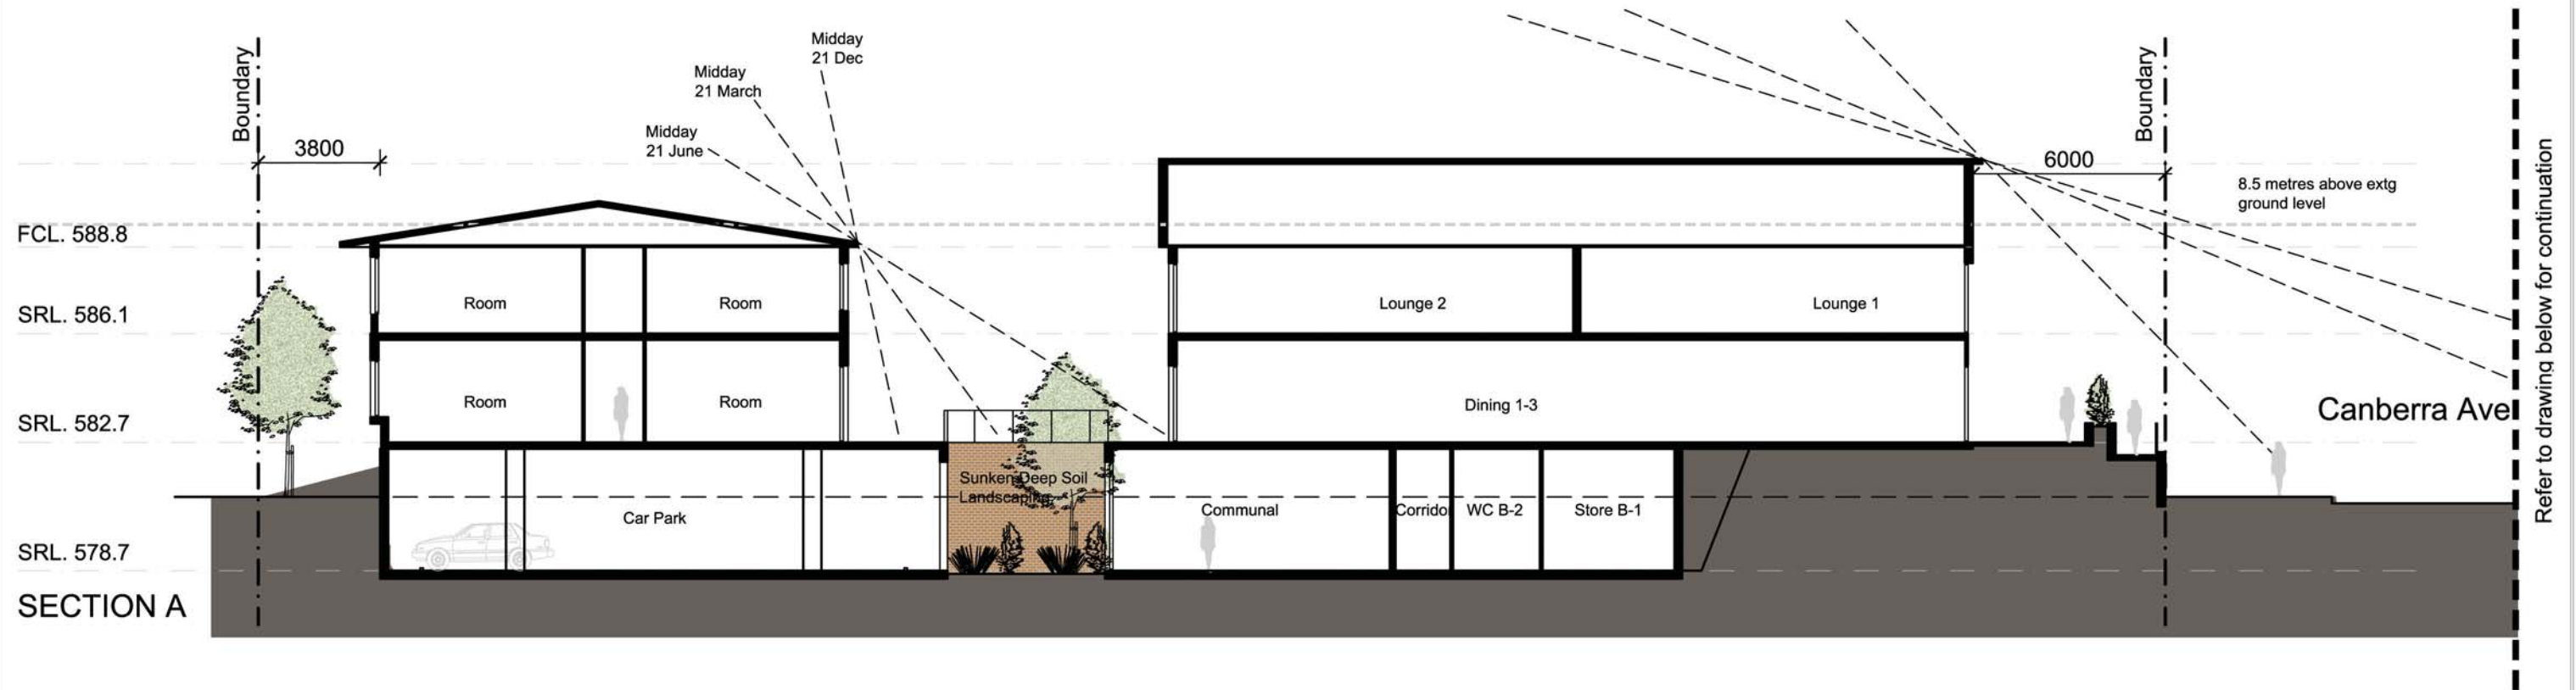 Boundary
3800
Midday
21 June
Midday
21 March
Midday
21 Dec
Boundary
6000
8.5 metres above extg
ground level
Refer to drawing below for continuation
FCL. 588.8
SRL. 586.1
SRL. 582.7
SRL. 578.7
Room
Room
Lounge 2
Lounge 1
Room
Room
Dining 1-3
Canberra Ave
Car Park
Sunken Deep Soil
Landscaping
Communal
Corrido
WC B-2
Store B-1
SECTION A